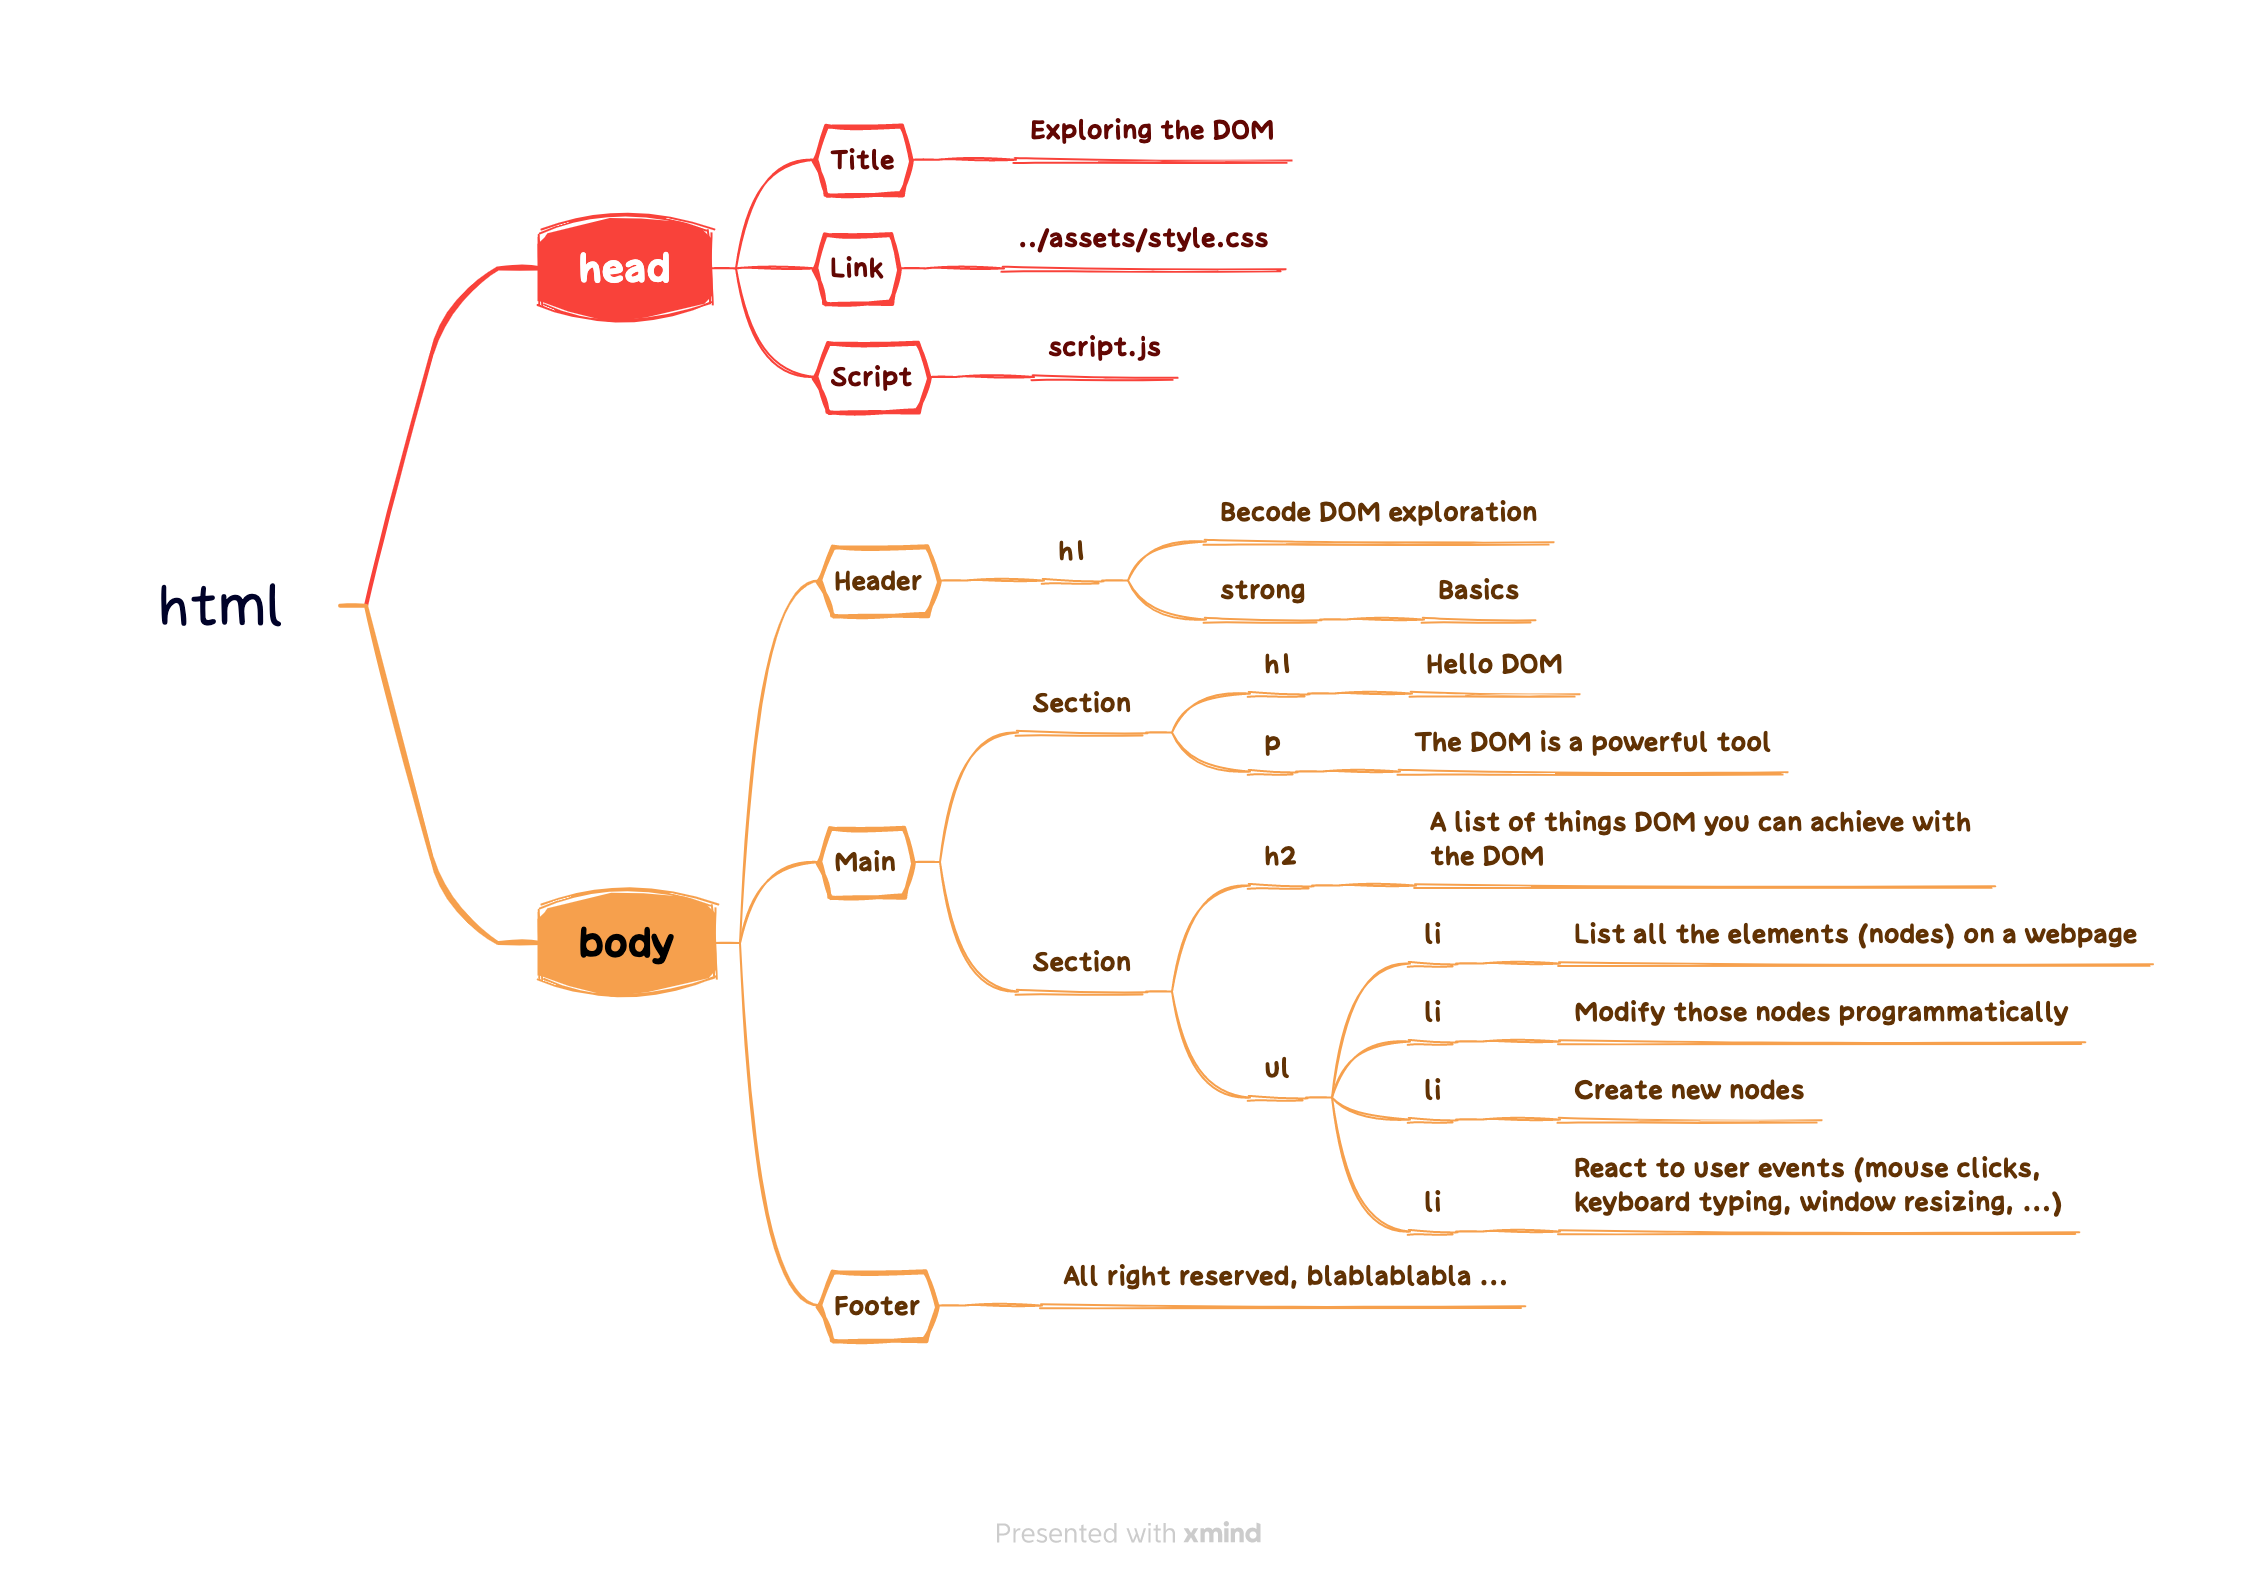 html
head
Title
Exploring the DOM
Link
../assets/style.css
Script
script.js
body
Header
h1
Becode DOM exploration
strong
Basics
Main
Section
h1
Hello DOM
p
The DOM is a powerful tool
Section
h2
A list of things DOM you can achieve with
the DOM
ul
li
List all the elements (nodes) on a webpage
li
Modify those nodes programmatically
li
Create new nodes
li
React to user events (mouse clicks,
keyboard typing, window resizing, ...)
Footer
All right reserved, blablablabla ...
Presented with xmind